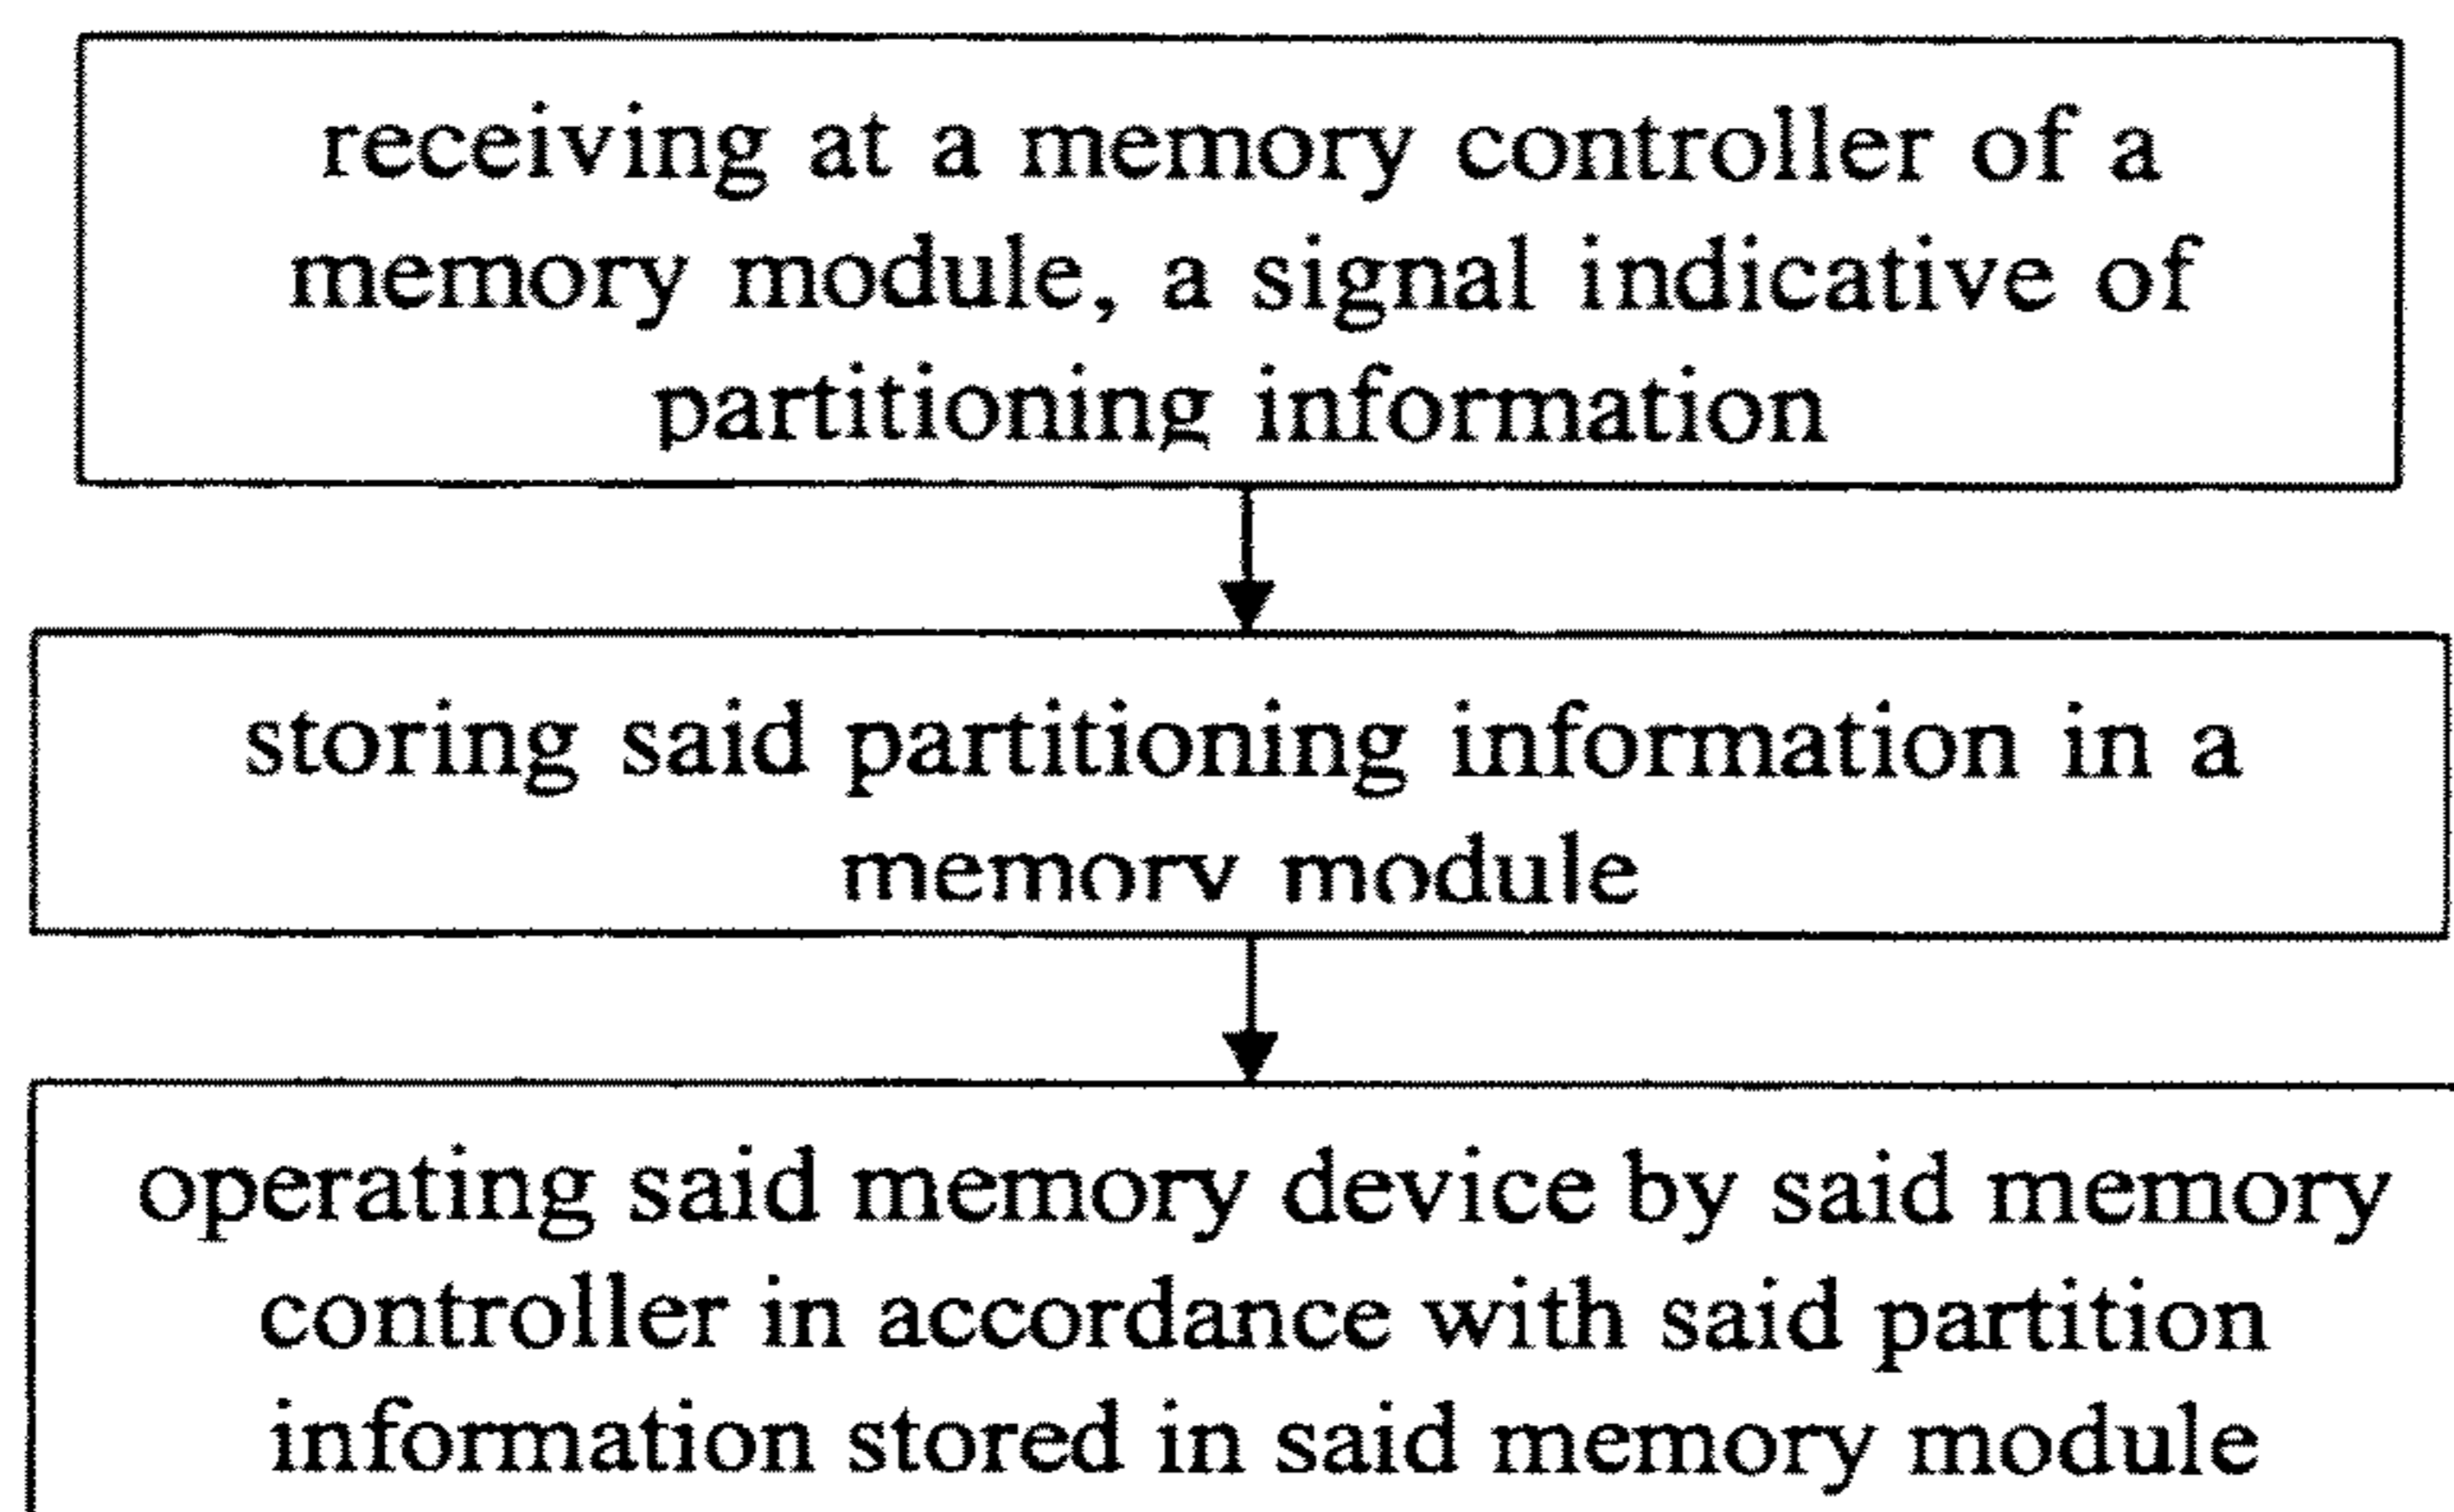 receiving at a memory controller of a
memory module, a signal indicative of
partitioning information
storing said partitioning information in a
memory module
operating said memory device by said memory
controller in accordance with said partition
information stored in said memory module